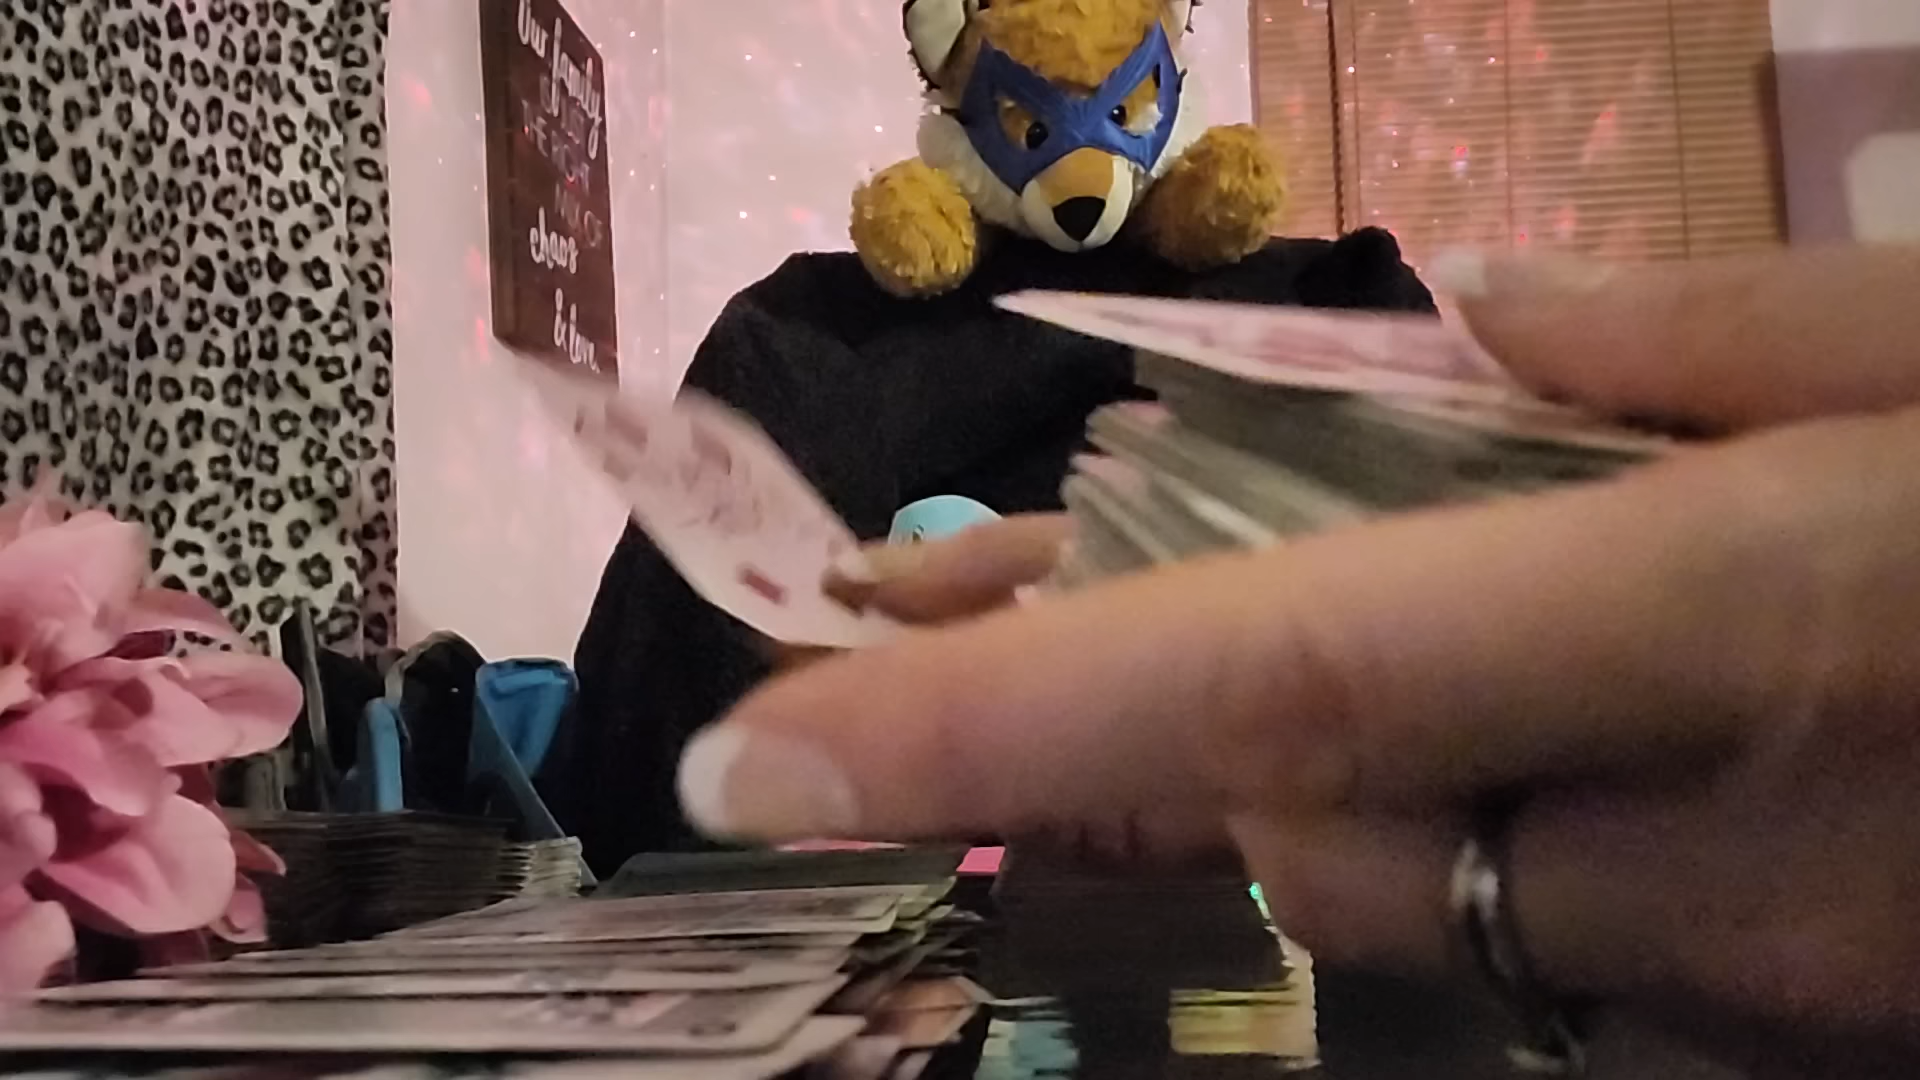 Our family
IS JUST
THE RIGHT
MIX OF
chaos
& love.